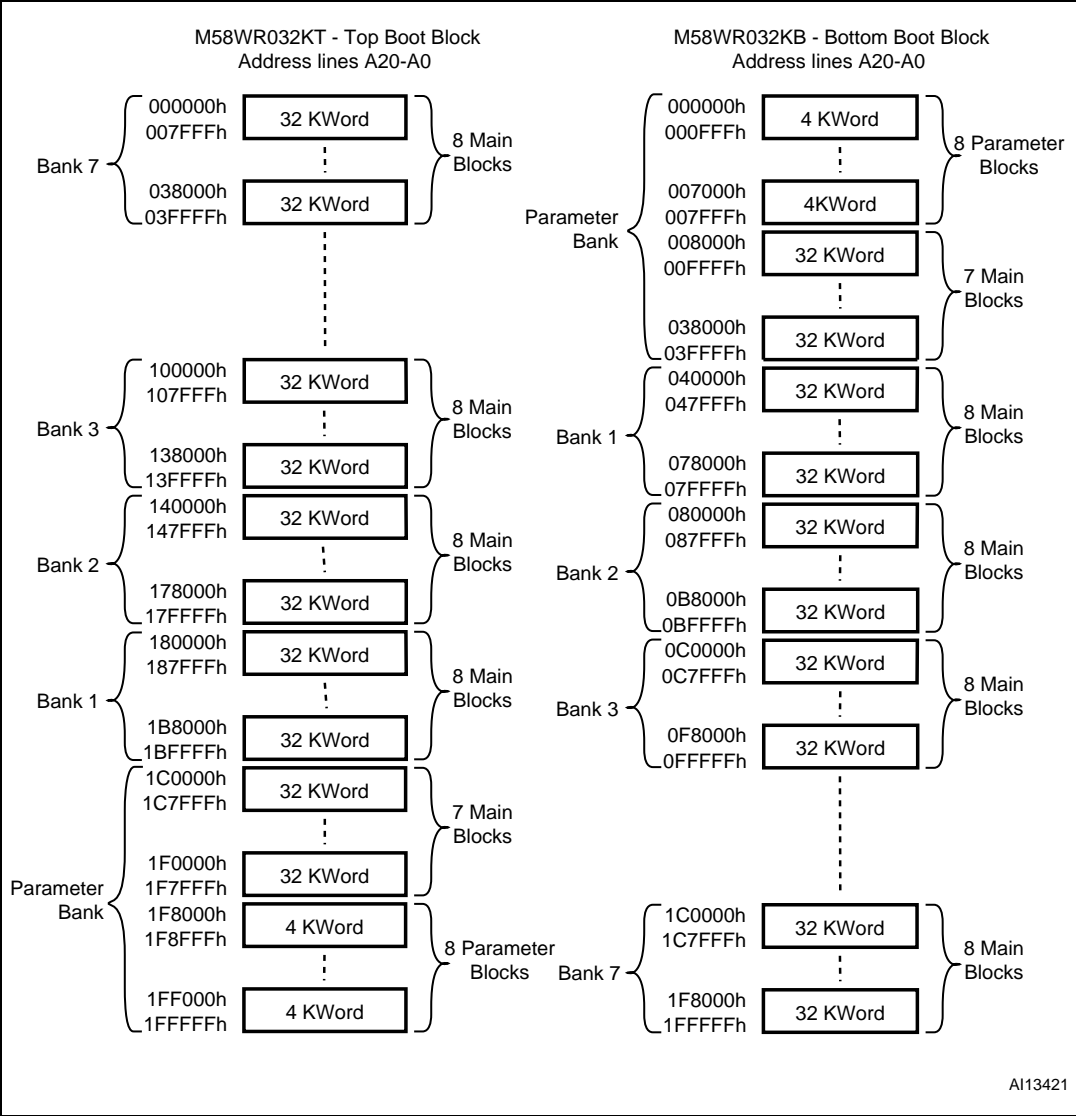 M58WR032KT - Top Boot Block
Address lines A20-A0
000000h
007FFFh
32 KWord
8 Main
Blocks
Bank 7
038000h
03FFFFh
32 KWord
100000h
107FFFh
32 KWord
8 Main
Blocks
Bank 3
138000h
13FFFFh
32 KWord
140000h
147FFFh
32 KWord
8 Main
Blocks
Bank 2
178000h
17FFFFh
32 KWord
180000h
187FFFh
32 KWord
8 Main
Blocks
Bank 1
1B8000h
1BFFFFh
32 KWord
1C0000h
1C7FFFh
32 KWord
7 Main
Blocks
1F0000h
1F7FFFh
32 KWord
Parameter
Bank
1F8000h
1F8FFFh
4 KWord
8 Parameter
Blocks
1FF000h
1FFFFFh
4 KWord
M58WR032KB - Bottom Boot Block
Address lines A20-A0
000000h
000FFFh
4 KWord
8 Parameter
Blocks
007000h
007FFFh
4KWord
Parameter
Bank
008000h
00FFFFh
32 KWord
7 Main
Blocks
038000h
03FFFFh
32 KWord
040000h
047FFFh
32 KWord
8 Main
Blocks
Bank 1
078000h
07FFFFh
32 KWord
080000h
087FFFh
32 KWord
8 Main
Blocks
Bank 2
0B8000h
0BFFFFh
32 KWord
0C0000h
0C7FFFh
32 KWord
8 Main
Blocks
Bank 3
0F8000h
0FFFFFh
32 KWord
1C0000h
1C7FFFh
32 KWord
8 Main
Blocks
Bank 7
1F8000h
1FFFFFh
32 KWord
AI13421